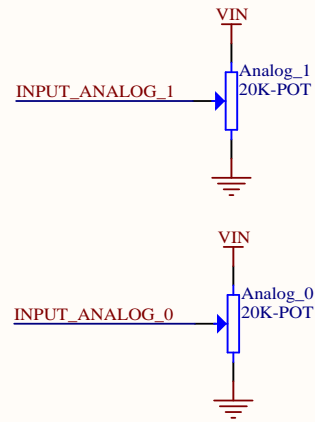 VIN
Analog_1
INPUT_ANALOG_1
20K-POT
VIN
Analog_0
INPUT_ANALOG_0
20K-POT